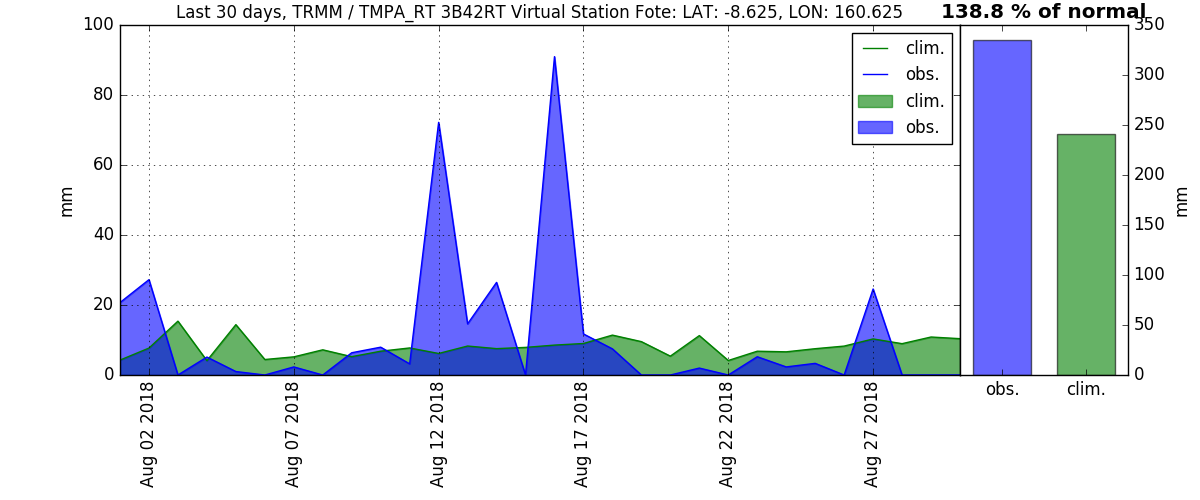 Last 30 days, TRMM / TMPA_RT 3B42RT Virtual Station Fote: LAT: -8.625, LON: 160.625
138.8 % of normal
100
80
60
40
20
0
mm
clim.
obs.
clim.
obs.
Aug 02 2018
Aug 07 2018
Aug 12 2018
Aug 17 2018
Aug 22 2018
Aug 27 2018
350
300
250
200
150
100
50
0
mm
obs.
clim.